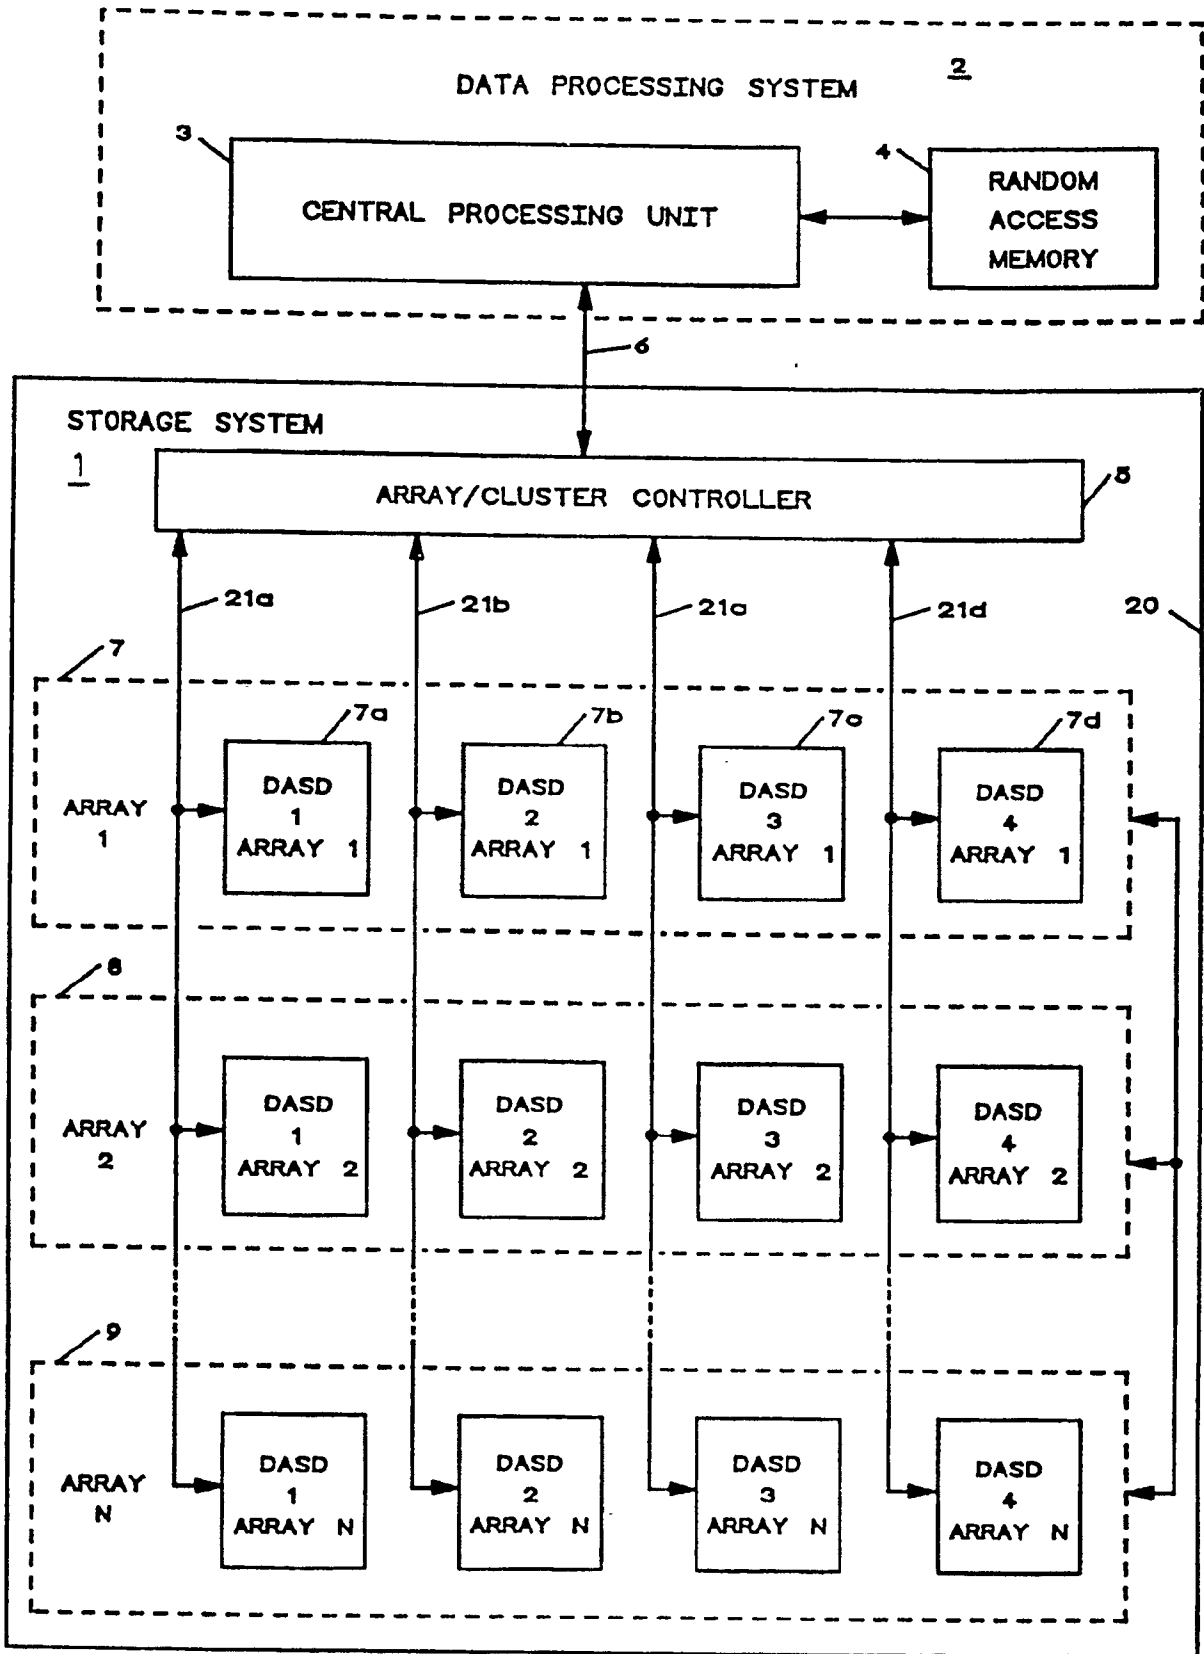 2
DATA PROCESSING SYSTEM
3
CENTRAL PROCESSING UNIT
4
RANDOM
ACCESS
MEMORY
6
STORAGE SYSTEM
1
ARRAY/CLUSTER CONTROLLER
5
21a
21b
21c
21d
20
7
7a
7b
7c
7d
ARRAY
1
DASD
1
ARRAY 1
DASD
2
ARRAY 1
DASD
3
ARRAY 1
DASD
4
ARRAY 1
8
ARRAY
2
DASD
1
ARRAY 2
DASD
2
ARRAY 2
DASD
3
ARRAY 2
DASD
4
ARRAY 2
9
ARRAY
N
DASD
1
ARRAY N
DASD
2
ARRAY N
DASD
3
ARRAY N
DASD
4
ARRAY N